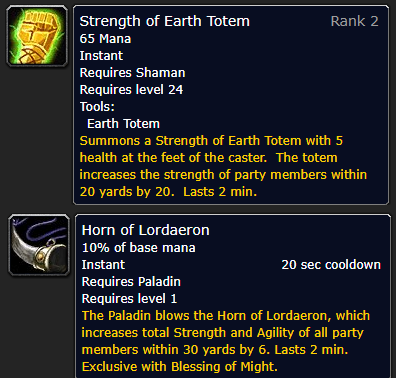 Strength of Earth Totem Rank 2
65 Mana
Instant
Requires Shaman
Requires level 24
Tools:
Earth Totem
Summons a Strength of Earth Totem with 5
health at the feet of the caster. The totem
increases the strength of party members within
20 yards by 20. Lasts 2 min.
Horn of Lordaeron
10% of base mana
Instant 20 sec cooldown
Requires Paladin
Requires level 1
The Paladin blows the Horn of Lordaeron, which
increases total Strength and Agility of all party
members within 30 yards by 6. Lasts 2 min.
Exclusive with Blessing of Might.